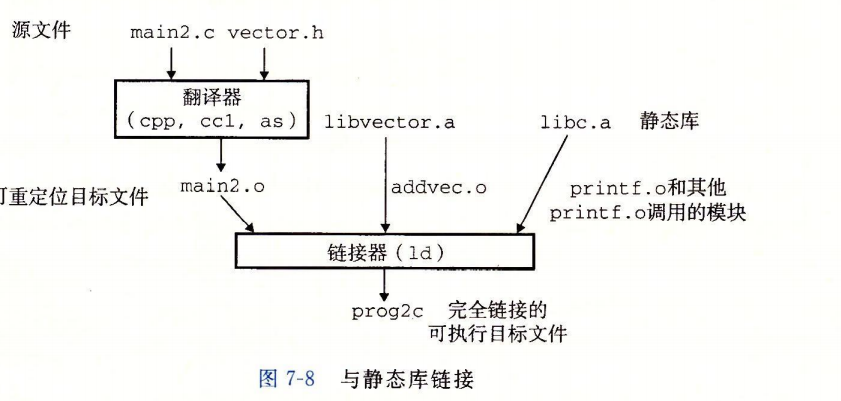 源文件 main2.c vector.h
翻译器
(cpp, cc1, as) libvector.a libc.a 静态库
可重定位目标文件 main2.o addvec.o printf.o和其他
printf.o调用的模块
链接器(ld)
prog2c 完全链接的
可执行目标文件
图 7-8 与静态库链接